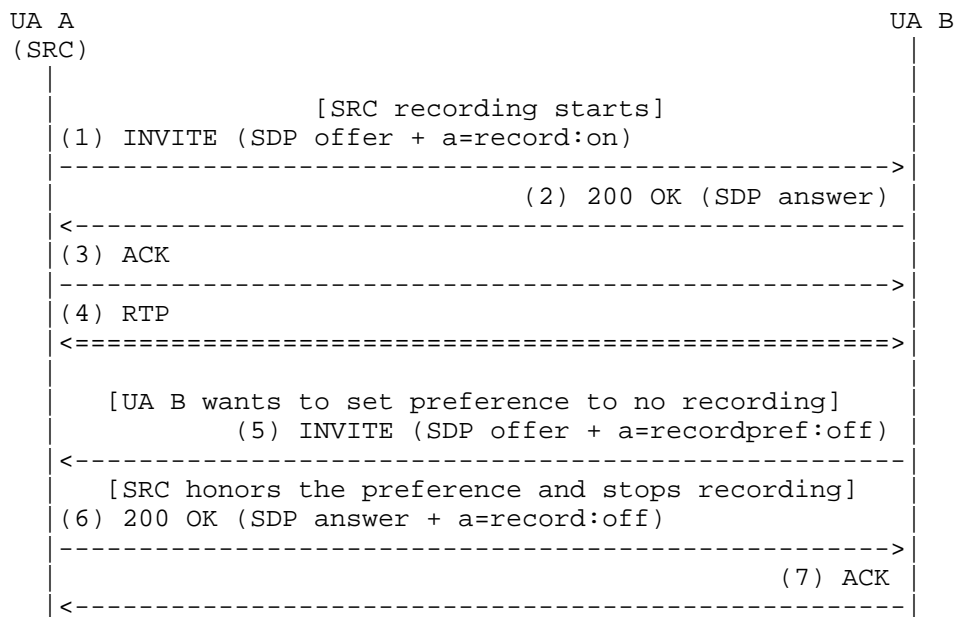 UA A                                                   UA B
(SRC)
[SRC recording starts]
(1) INVITE (SDP offer + a=record:on)
(2) 200 OK (SDP answer)
(3) ACK
(4) RTP
[UA B wants to set preference to no recording]
(5) INVITE (SDP offer + a=recordpref:off)
[SRC honors the preference and stops recording]
(6) 200 OK (SDP answer + a=record:off)
(7) ACK